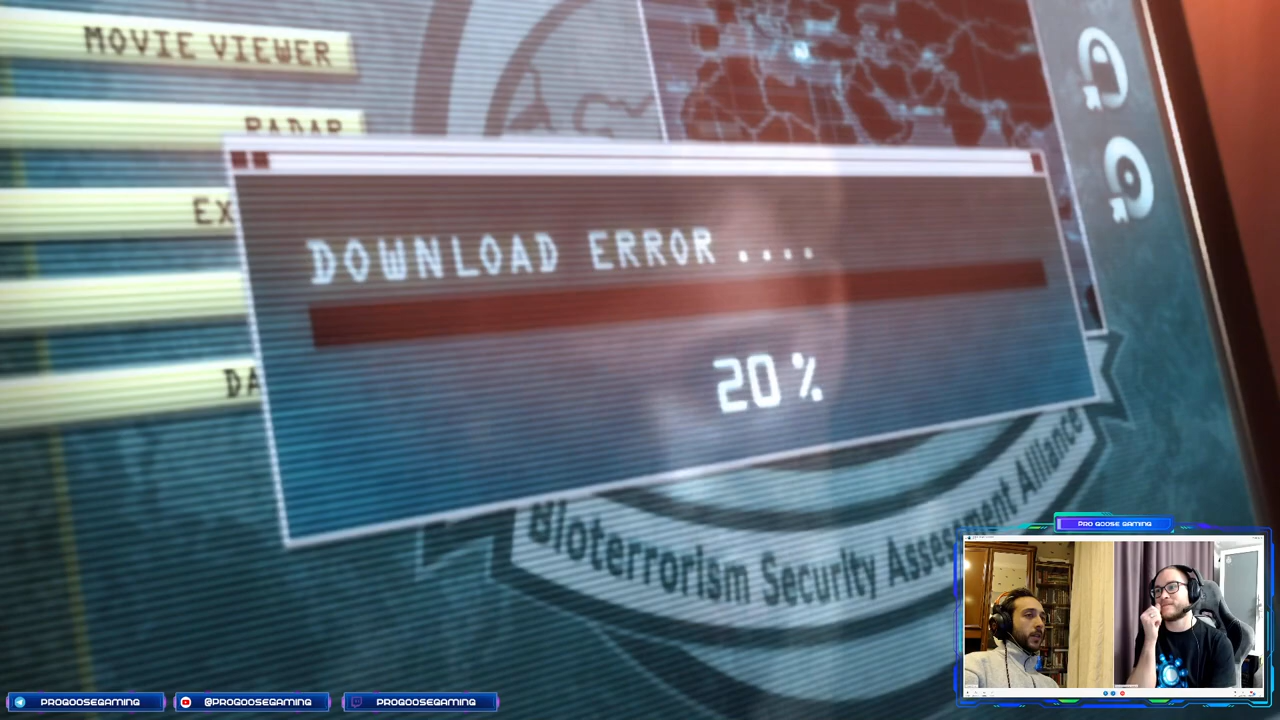 MOVIE VIEWER
RADAR
EX
DOWNLOAD ERROR ....
20 %
DA
Bioterrorism Security Assessment Alliance
PRO GOOSE GAMING
PROGOOSEGAMING
@PROGOOSEGAMING
PROGOOSEGAMING